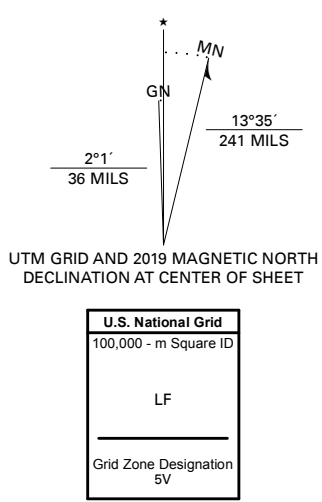 ★
MN
GN
13°35´
241 MILS
2°1´
36 MILS
UTM GRID AND 2019 MAGNETIC NORTH
DECLINATION AT CENTER OF SHEET
U.S. National Grid
100,000 - m Square ID
LF
Grid Zone Designation
5V